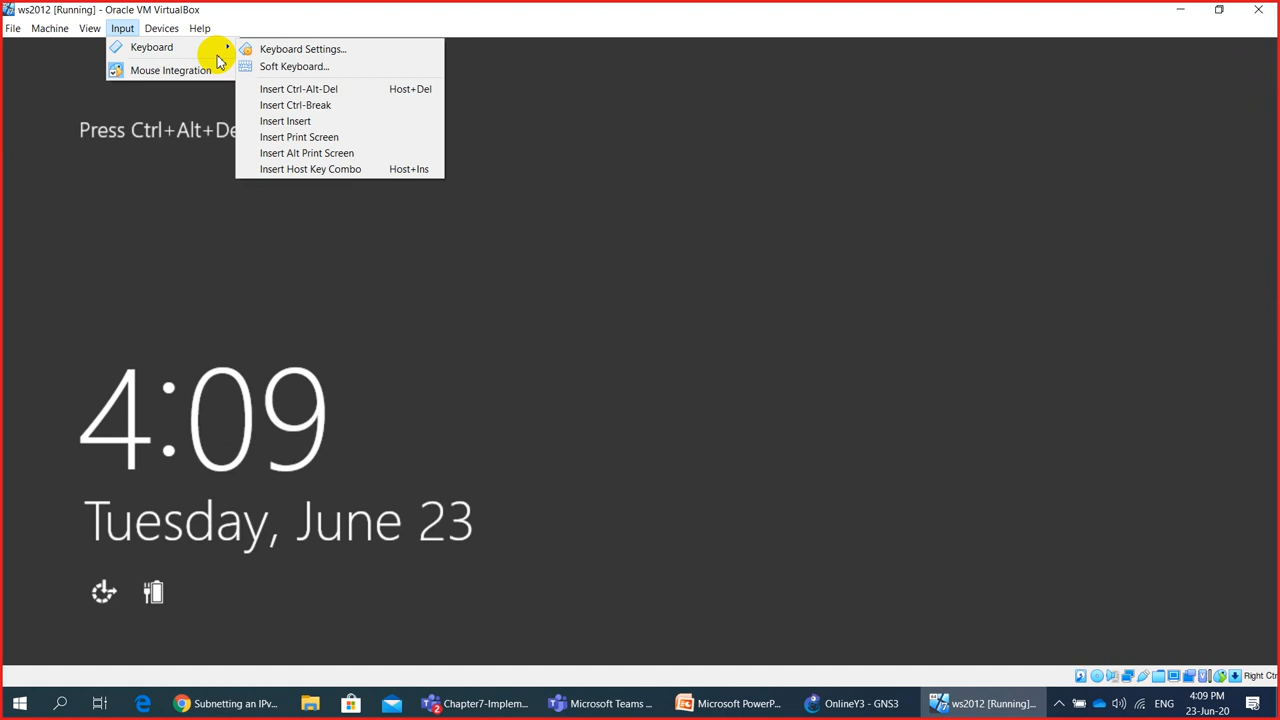 ws2012 [Running] - Oracle VM VirtualBox
File Machine View Input Devices Help
Keyboard
Mouse Integration
Keyboard Settings...
Soft Keyboard...
Insert Ctrl-Alt-Del Host+Del
Insert Ctrl-Break
Insert Insert
Insert Print Screen
Insert Alt Print Screen
Insert Host Key Combo Host+Ins
Press Ctrl+Alt+De
4:09
Tuesday, June 23
Right Ctr
Subnetting an IPv...
Chapter7-Implem...
Microsoft Teams ...
Microsoft PowerP...
OnlineY3 - GNS3
ws2012 [Running]...
ENG
4:09 PM
23-Jun-20